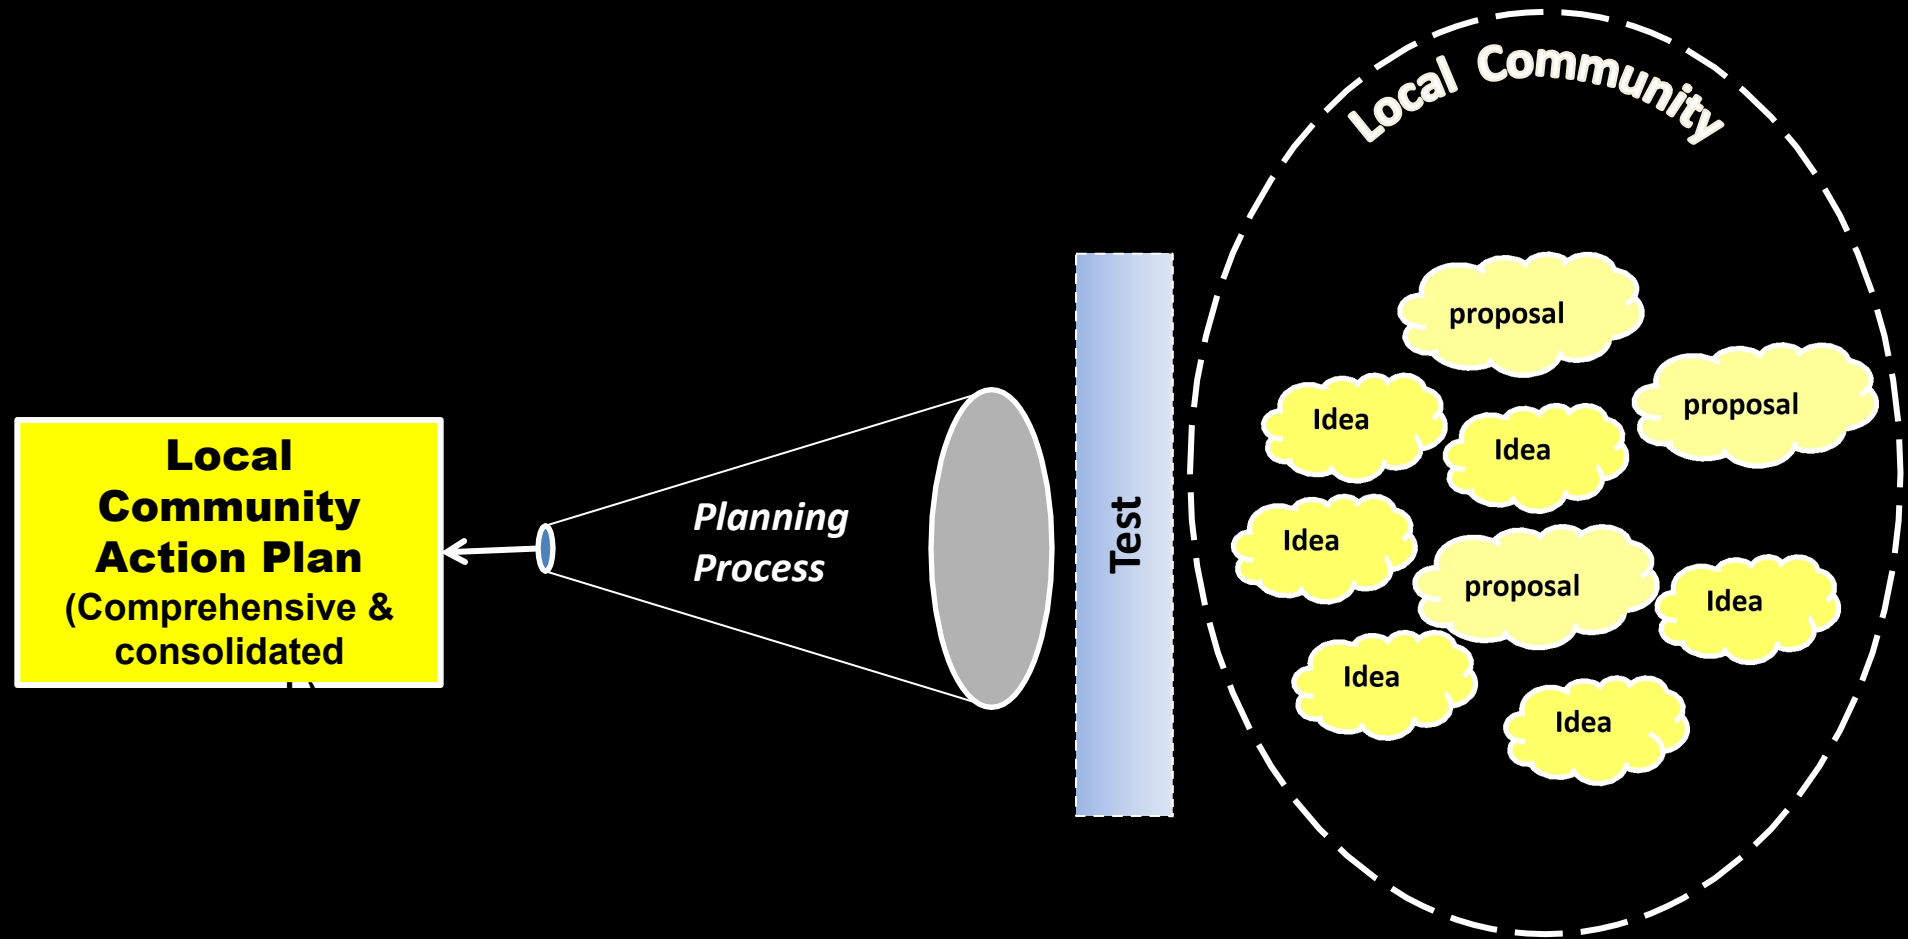 Local Community
proposal
proposal
Idea
Idea
Idea
proposal
Idea
Idea
Idea
Test
Planning
Process
Local
Community
Action Plan
(Comprehensive &
consolidated